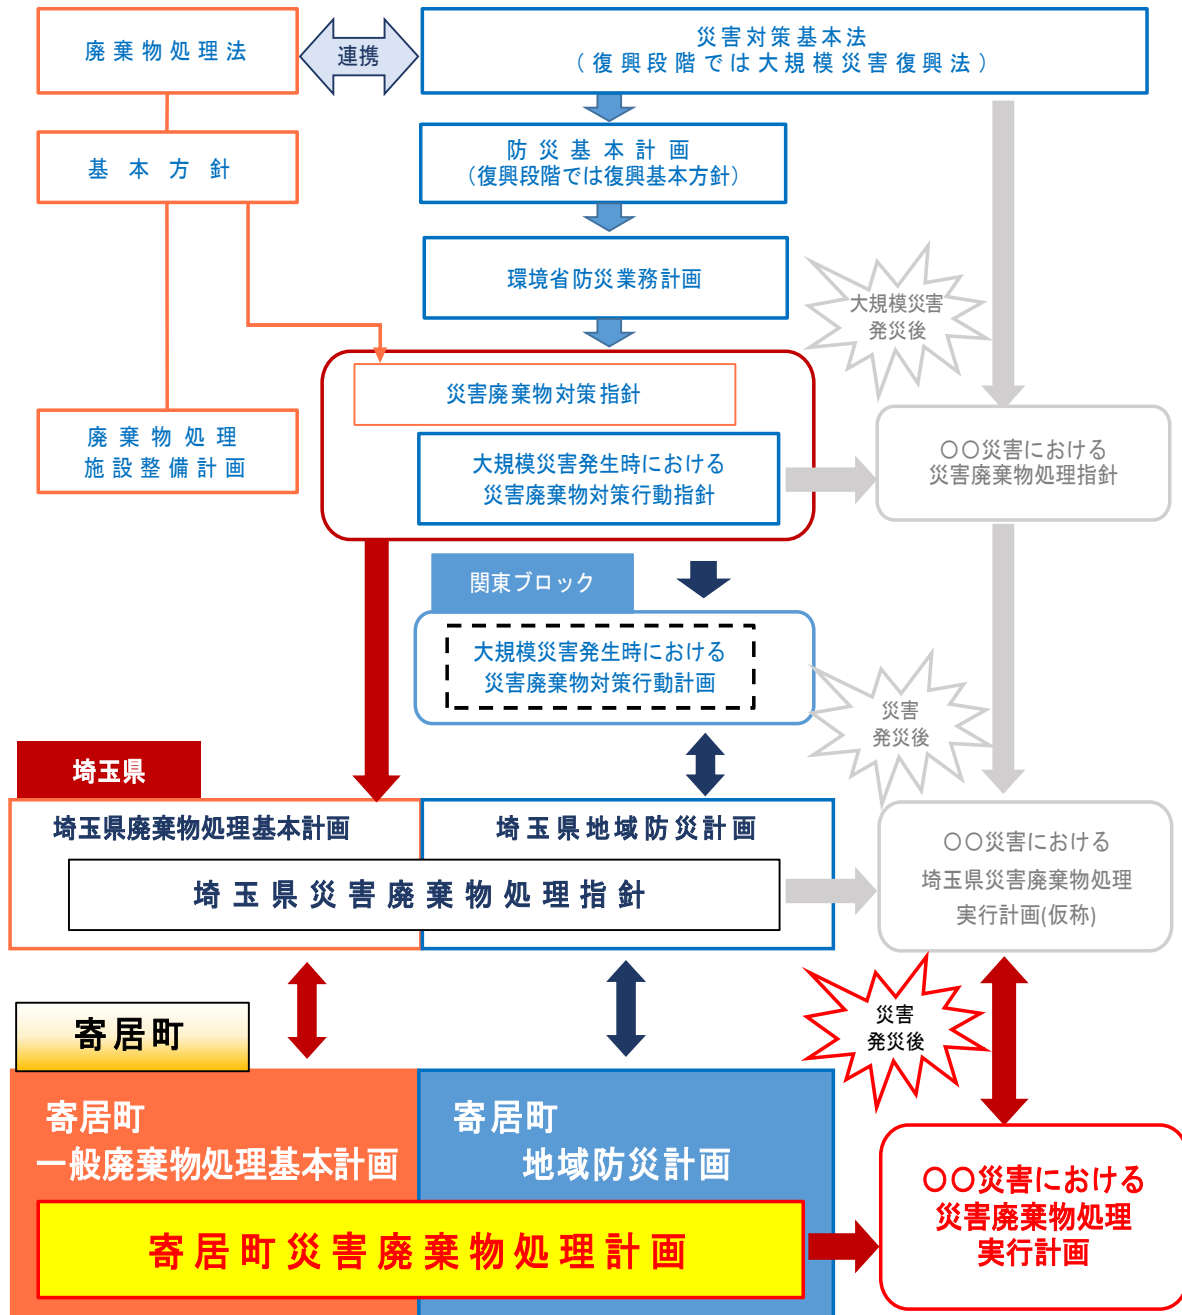 廃棄物処理法
連携
災害対策基本法
（復興段階では大規模災害復興法）
基本方針
防災基本計画
（復興段階では復興基本方針）
環境省防災業務計画
大規模災害
発災後
災害廃棄物対策指針
廃棄物処理
施設整備計画
大規模災害発生時における
災害廃棄物対策行動指針
〇〇災害における
災害廃棄物処理指針
関東ブロック
大規模災害発生時における
災害廃棄物対策行動計画
災害
発災後
埼玉県
埼玉県廃棄物処理基本計画
埼玉県地域防災計画
埼玉県災害廃棄物処理指針
〇〇災害における
埼玉県災害廃棄物処理
実行計画(仮称)
災害
発災後
寄居町
寄居町
一般廃棄物処理基本計画
寄居町
地域防災計画
寄居町災害廃棄物処理計画
〇〇災害における
災害廃棄物処理
実行計画